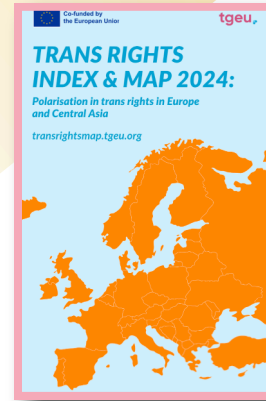 Co-funded by
the European Union
tgeu
TRANS RIGHTS
INDEX & MAP 2024:
Polarisation in trans rights in Europe
and Central Asia
transrightsmap.tgeu.org